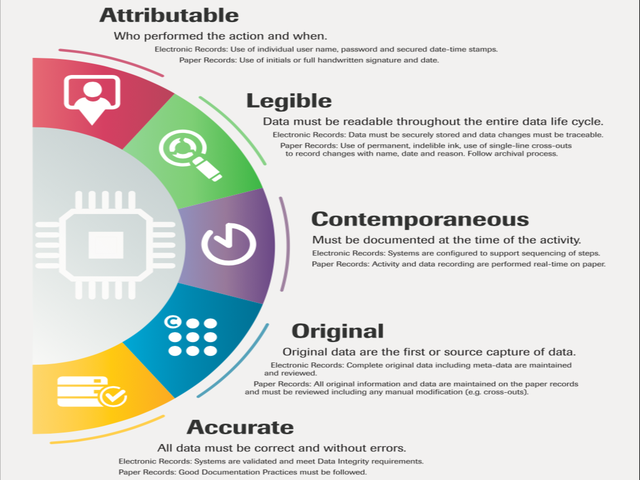 Attributable
Who performed the action and when.
Electronic Records: Use of individual user name, password and secured date-time stamps.
Paper Records: Use of initials or full handwritten signature and date.
Legible
Data must be readable throughout the entire data life cycle.
Electronic Records: Data must be securely stored and data changes must be traceable.
Paper Records: Use of permanent, indelible ink, use of single-line cross-outs
to record changes with name, date and reason. Follow archival process.
Contemporaneous
Must be documented at the time of the activity.
Electronic Records: Systems are configured to support sequencing of steps.
Paper Records: Activity and data recording are performed real-time on paper.
C
Original
Original data are the first or source capture of data.
Electronic Records: Complete original data including meta-data are maintained
and reviewed.
Paper Records: All original information and data are maintained on the paper records
and must be reviewed including any manual modification (e.g. cross-outs).
Accurate
All data must be correct and without errors.
Electronic Records: Systems are validated and meet Data Integrity requirements.
Paper Records: Good Documentation Practices must be followed.